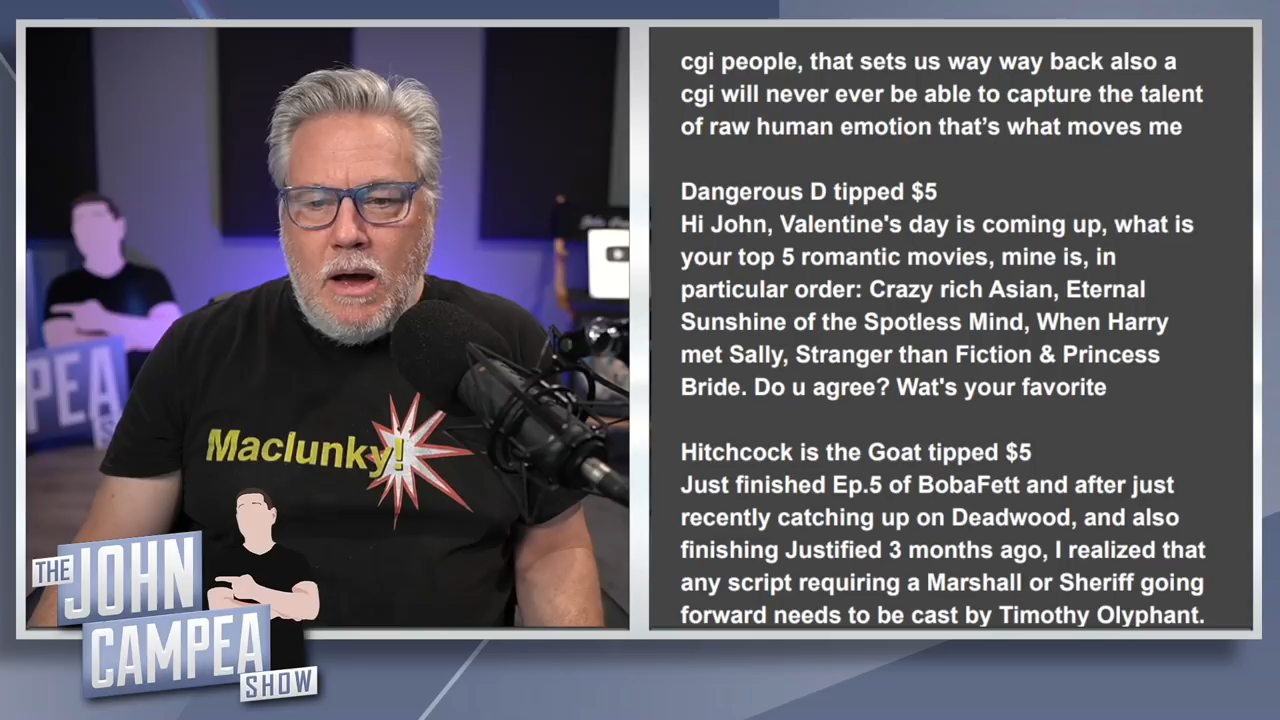 cgi people, that sets us way way back also a
cgi will never ever be able to capture the talent
of raw human emotion that’s what moves me
Dangerous D tipped $5
Hi John, Valentine's day is coming up, what is
your top 5 romantic movies, mine is, in
particular order: Crazy rich Asian, Eternal
Sunshine of the Spotless Mind, When Harry
met Sally, Stranger than Fiction & Princess
Bride. Do u agree? Wat's your favorite
Hitchcock is the Goat tipped $5
Just finished Ep.5 of BobaFett and after just
recently catching up on Deadwood, and also
finishing Justified 3 months ago, I realized that
any script requiring a Marshall or Sheriff going
forward needs to be cast by Timothy Olyphant.
PEA
Maclunky!
THE
JOHN
CAMPEA
SHOW